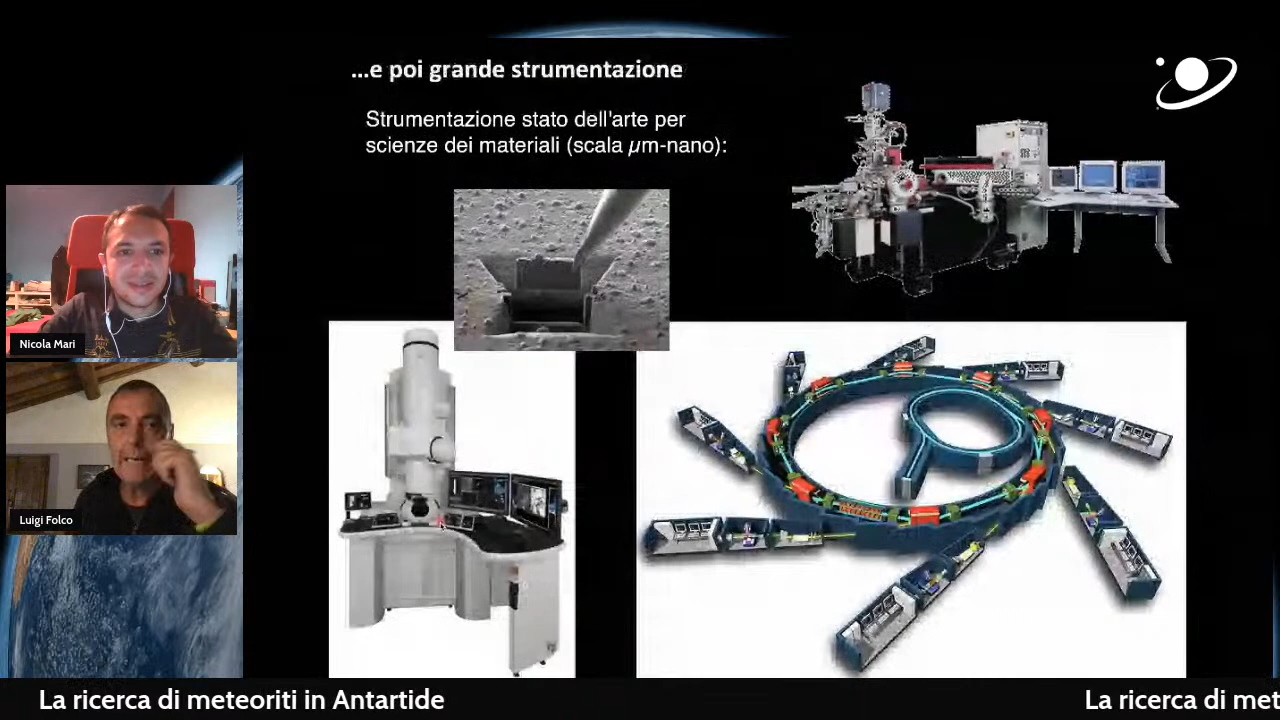 ...e poi grande strumentazione
Strumentazione stato dell'arte per
scienze dei materiali (scala µm-nano):
Nicola Mari
Luigi Folco
La ricerca di meteoriti in Antartide
La ricerca di met